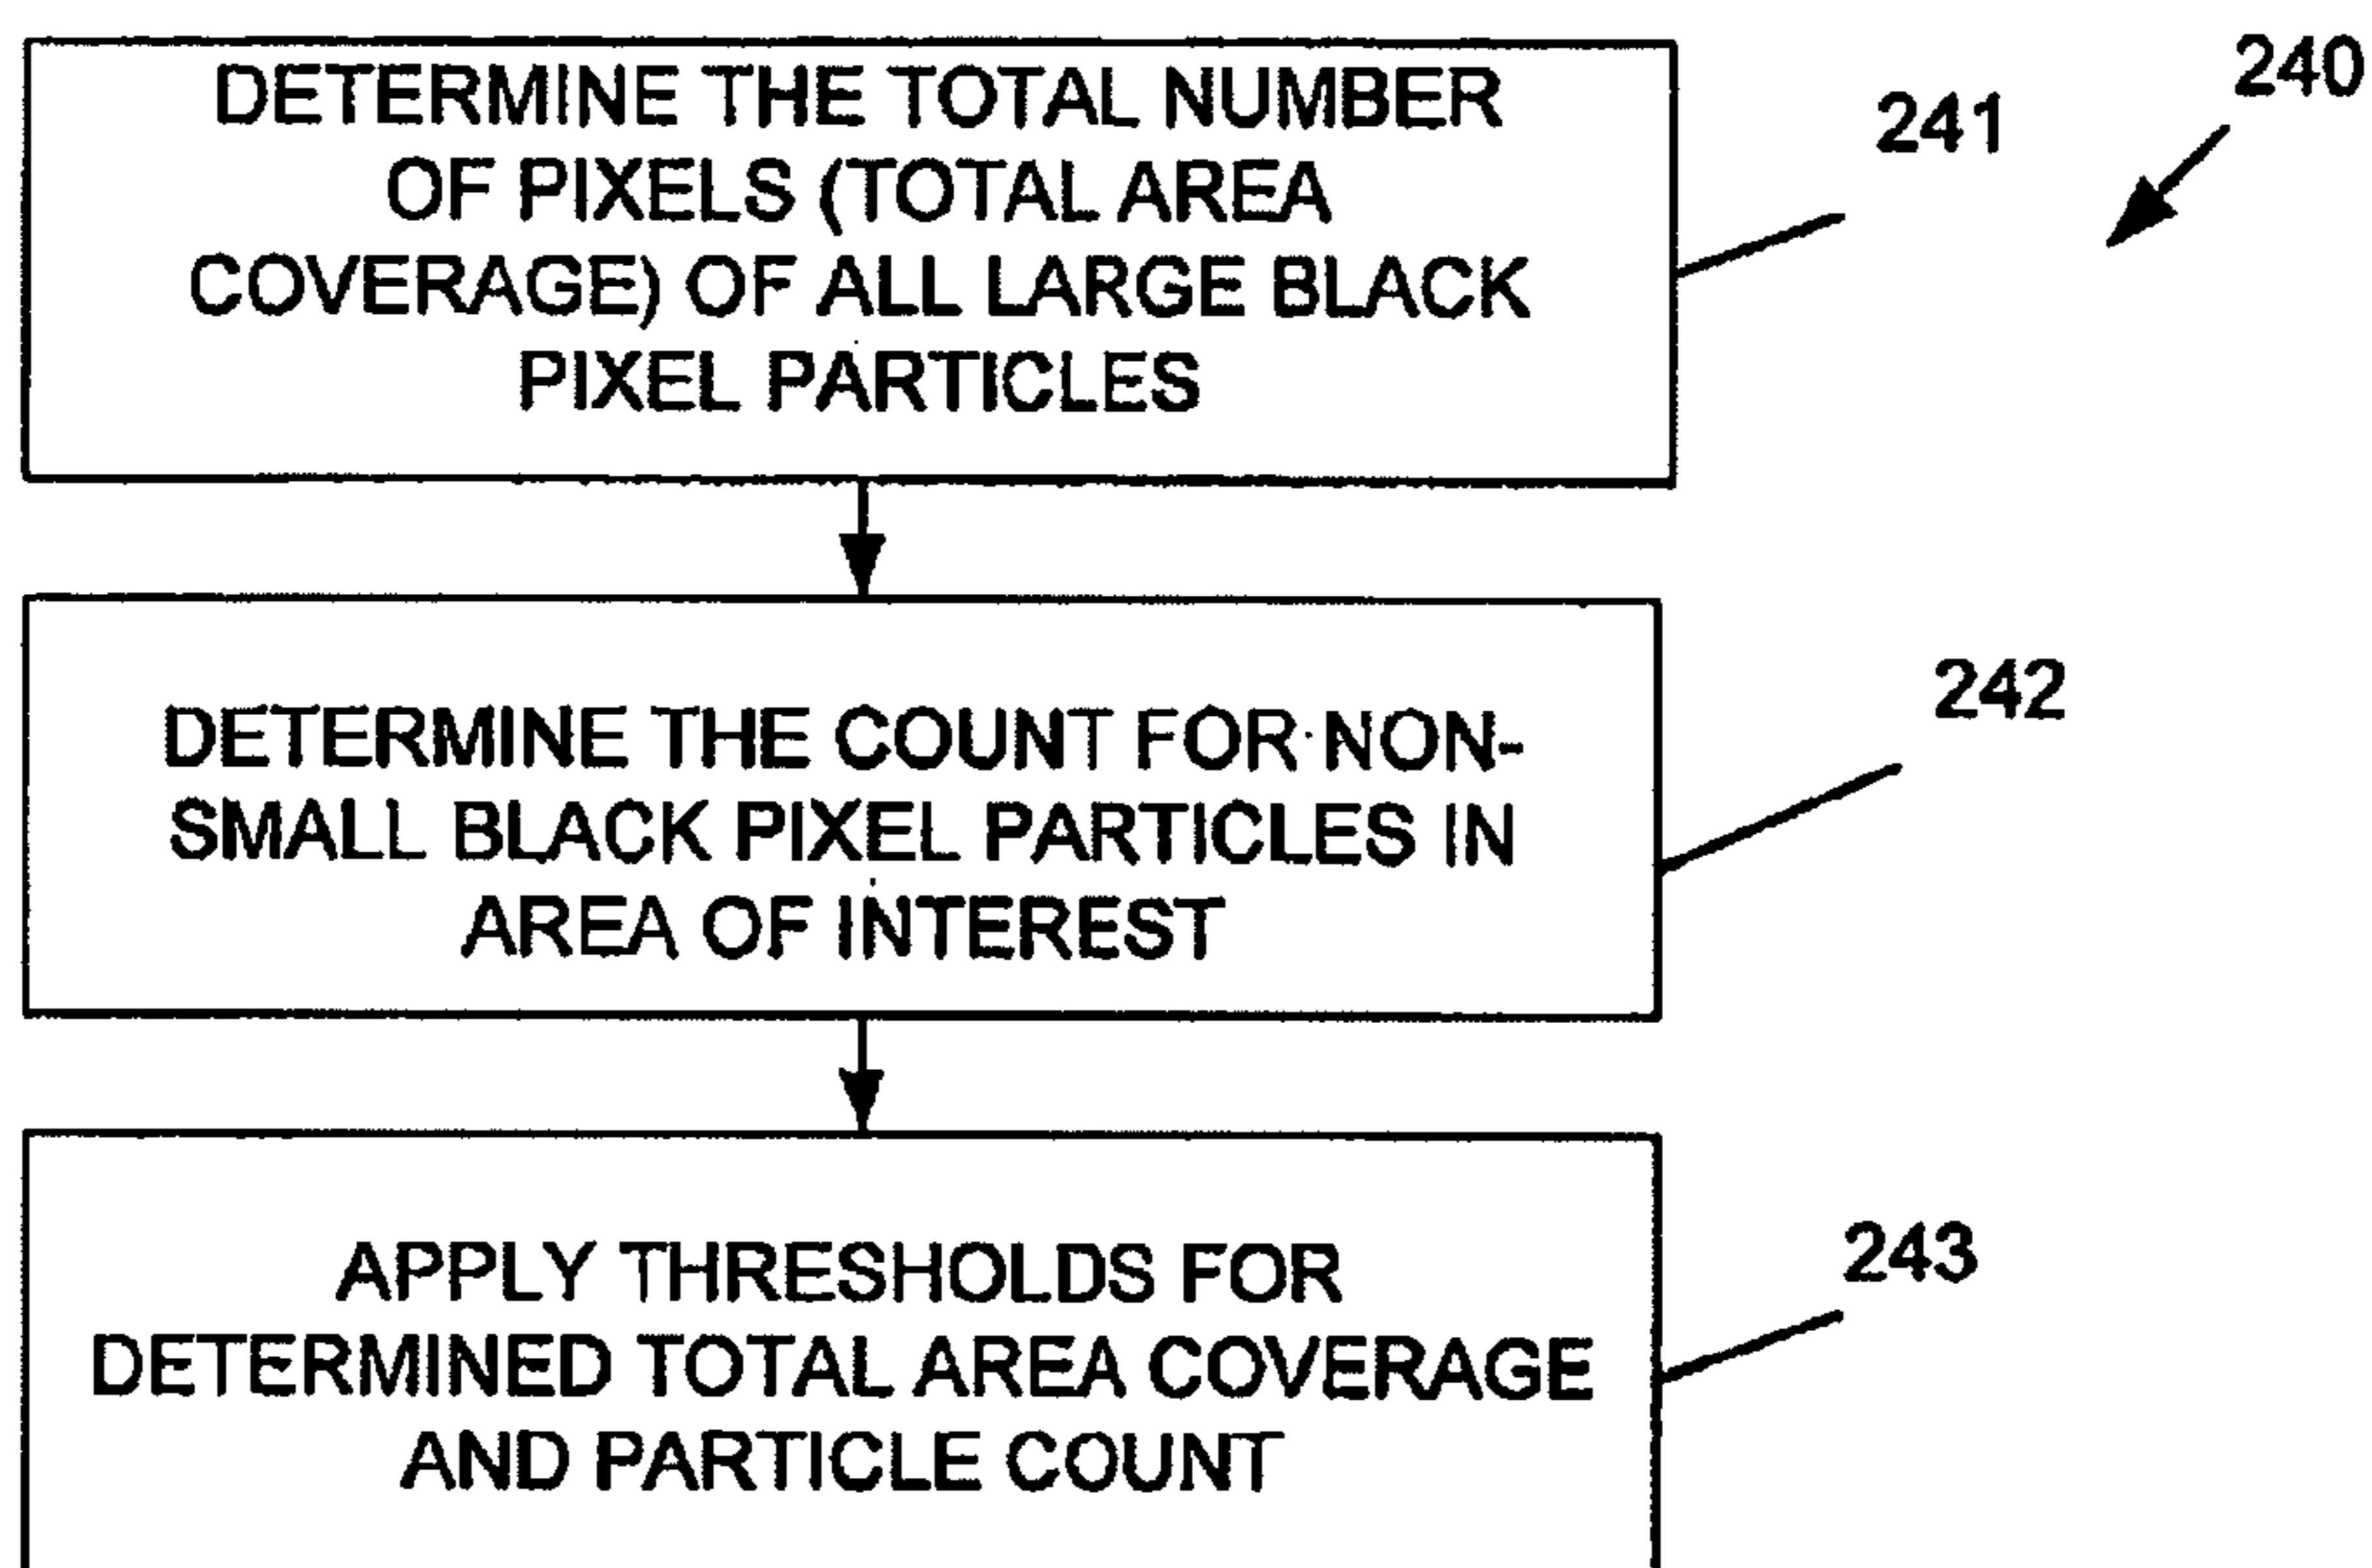 240
241
DETERMINE THE TOTAL NUMBER
OF PIXELS (TOTAL AREA
COVERAGE) OF ALL LARGE BLACK
PIXEL PARTICLES
242
DETERMINE THE COUNT FOR NON-
SMALL BLACK PIXEL PARTICLES IN
AREA OF INTEREST
243
APPLY THRESHOLDS FOR
DETERMINED TOTAL AREA COVERAGE
AND PARTICLE COUNT